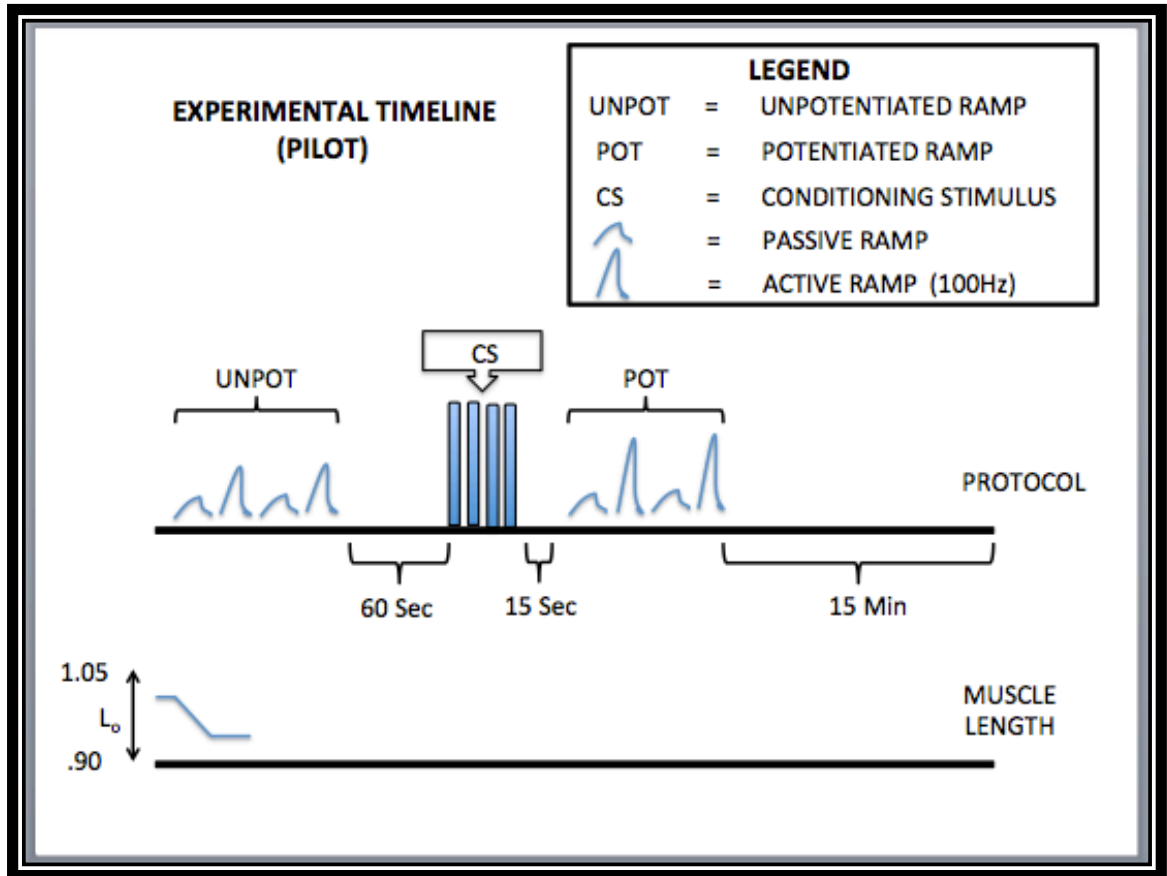 EXPERIMENTAL TIMELINE
(PILOT)
LEGEND
UNPOT = UNPOTENTIATED RAMP
POT = POTENTIATED RAMP
CS = CONDITIONING STIMULUS
= PASSIVE RAMP
= ACTIVE RAMP (100Hz)
CS
UNPOT
POT
PROTOCOL
60 Sec
15 Sec
15 Min
1.05
Lo
.90
MUSCLE
LENGTH